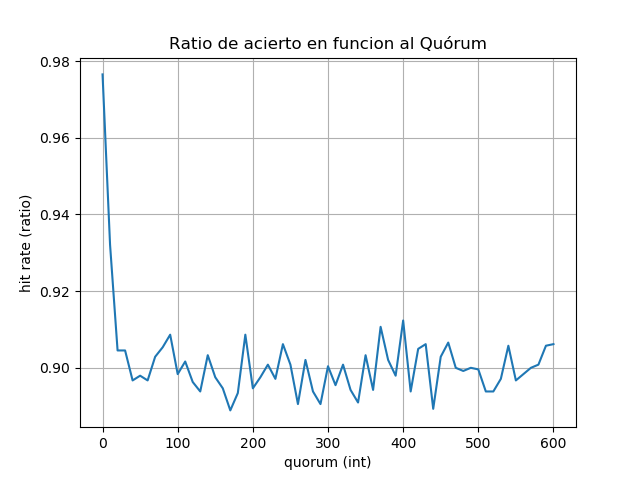 Ratio de acierto en funcion al Quórum
0.98
0.96
0.94
0.92
0.90
hit rate (ratio)
0 100 200 300 400 500 600
quorum (int)